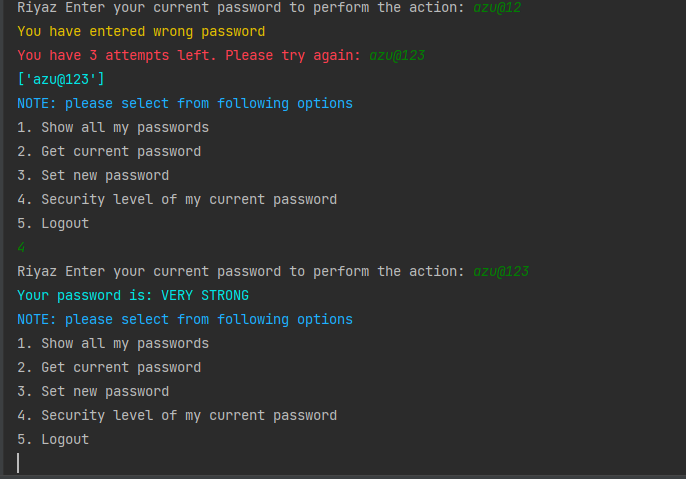 Riyaz Enter your current password to perform the action: azu@12
You have entered wrong password
You have 3 attempts left. Please try again: azu@123
['azu@123']
NOTE: please select from following options
1. Show all my passwords
2. Get current password
3. Set new password
4. Security level of my current password
5. Logout
4
Riyaz Enter your current password to perform the action: azu@123
Your password is: VERY STRONG
NOTE: please select from following options
1. Show all my passwords
2. Get current password
3. Set new password
4. Security level of my current password
5. Logout